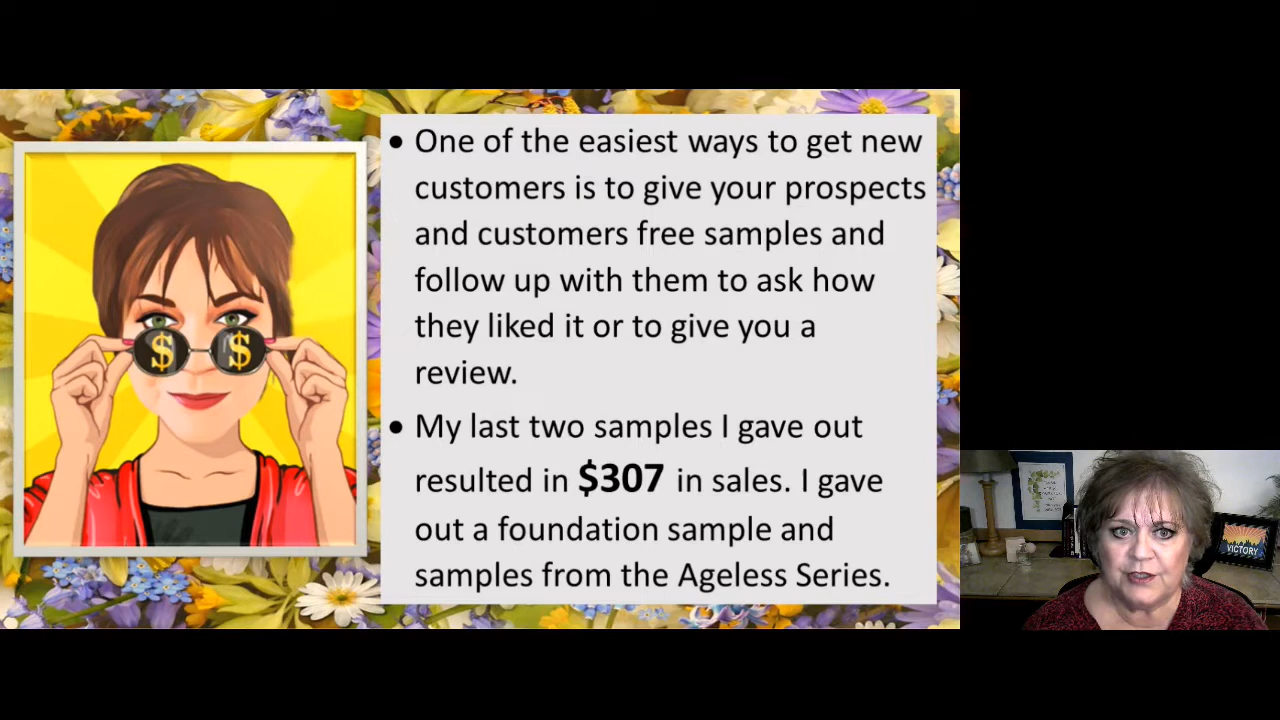 • One of the easiest ways to get new
customers is to give your prospects
and customers free samples and
follow up with them to ask how
they liked it or to give you a
review.
• My last two samples I gave out
resulted in $307 in sales. I gave
out a foundation sample and
samples from the Ageless Series.
$ $
VICTORY